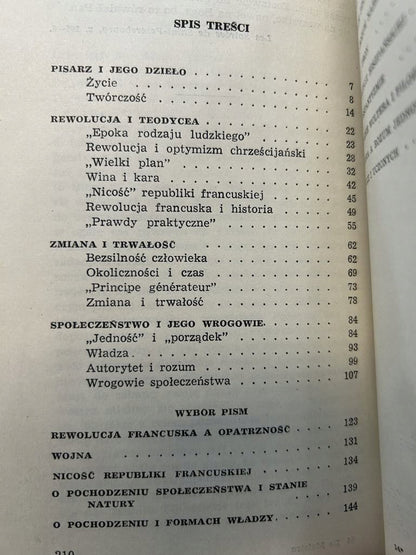 SPIS TREŚCI
PISARZ I JEGO DZIEŁO . . . . . . . . . . . 7
Życie . . . . . . . . . . . . . . . . 8
Twórczość . . . . . . . . . . . . . . 14
REWOLUCJA I TEODYCEA . . . . . . . . . . 22
„Epoka rodzaju ludzkiego” . . . . . . . . 23
Rewolucja i optymizm chrześcijański . . . . 28
„Wielki plan” . . . . . . . . . . . . . 32
Wina i kara . . . . . . . . . . . . . . 42
„Nicość” republiki francuskiej . . . . . . 45
Rewolucja francuska i historia . . . . . . 49
„Prawdy praktyczne” . . . . . . . . . . 55
ZMIANA I TRWAŁOŚĆ . . . . . . . . . . . 62
Bezsilność człowieka . . . . . . . . . . 62
Okoliczności i czas . . . . . . . . . . . 69
„Principe générateur” . . . . . . . . . . 73
Zmiana i trwałość . . . . . . . . . . . 78
SPOŁECZEŃSTWO I JEGO WROGOWIE . . . . . . 84
„Jedność” i „porządek” . . . . . . . . . 84
Władza . . . . . . . . . . . . . . . . 93
Autorytet i rozum . . . . . . . . . . . 99
Wrogowie społeczeństwa . . . . . . . . . 107
WYBÓR PISM
REWOLUCJA FRANCUSKA A OPATRZNOŚĆ . . . . 123
WOJNA . . . . . . . . . . . . . . . . . 131
NICOŚĆ REPUBLIKI FRANCUSKIEJ . . . . . . . 134
O POCHODZENIU SPOŁECZEŃSTWA I STANIE
NATURY . . . . . . . . . . . . . . . . 139
O POCHODZENIU I FORMACH WŁADZY . . . . . 144
210